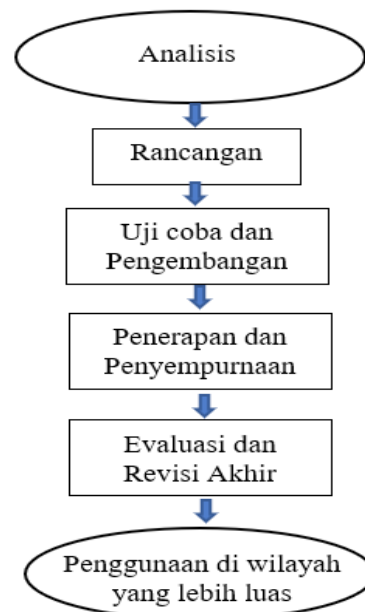 Analisis
Rancangan
Uji coba dan
Pengembangan
Penerapan dan
Penyempurnaan
Evaluasi dan
Revisi Akhir
Penggunaan di wilayah
yang lebih luas